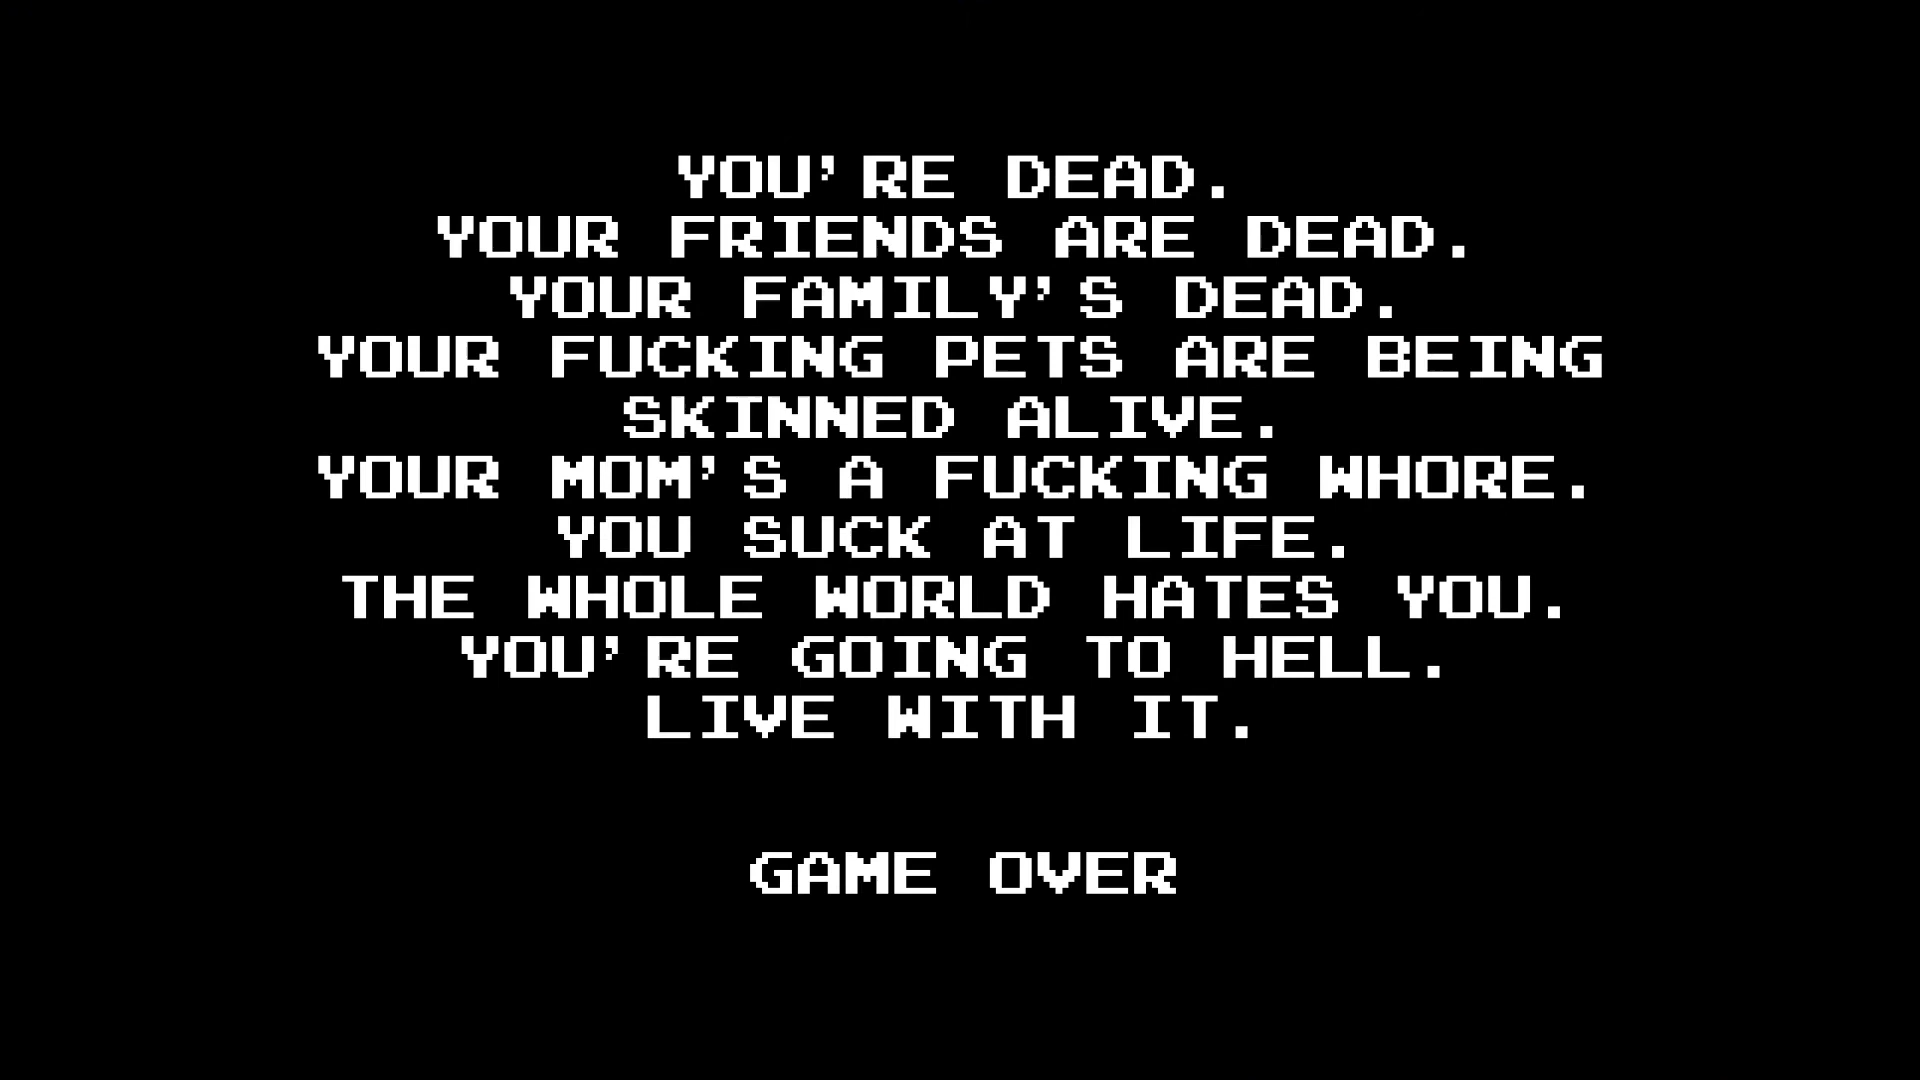 YOU'RE DEAD.
YOUR FRIENDS ARE DEAD.
YOUR FAMILY'S DEAD.
YOUR FUCKING PETS ARE BEING
SKINNED ALIVE.
YOUR MOM'S A FUCKING WHORE.
YOU SUCK AT LIFE.
THE WHOLE WORLD HATES YOU.
YOU'RE GOING TO HELL.
LIVE WITH IT.
GAME OVER